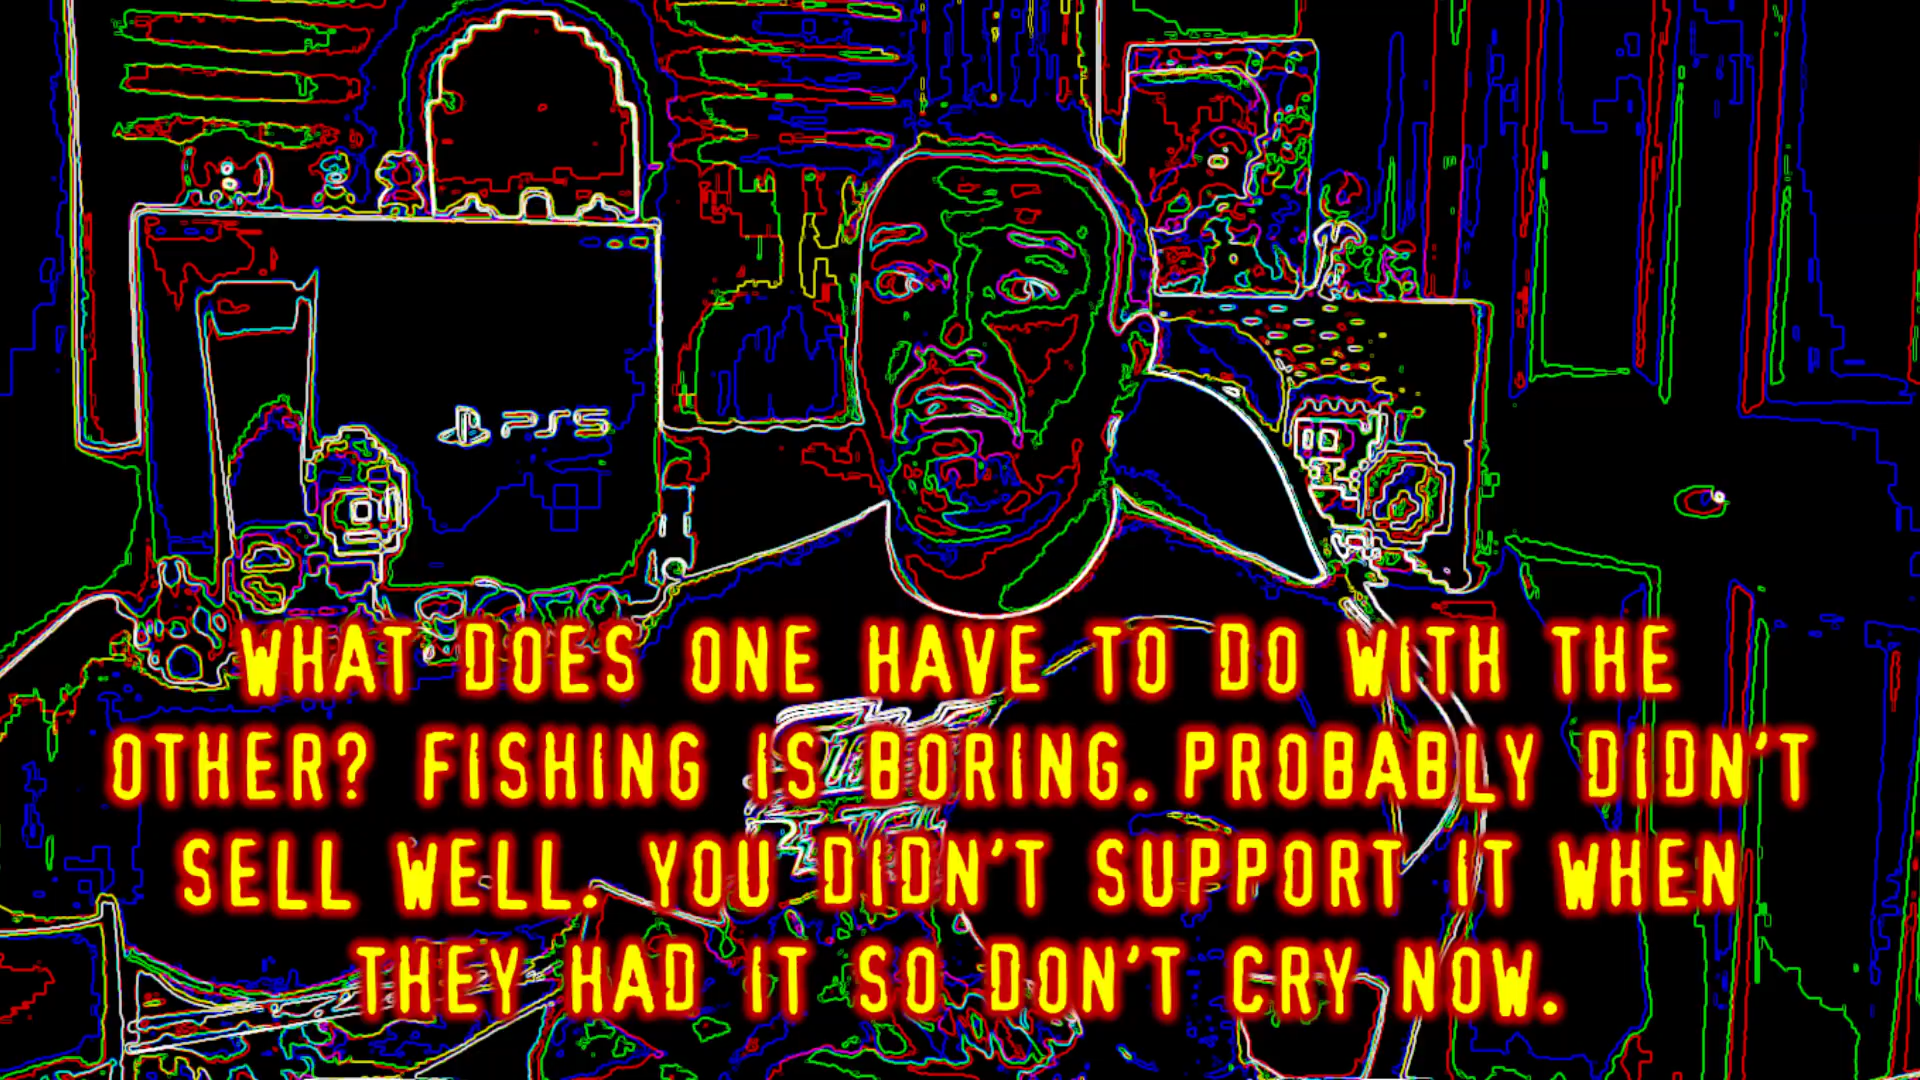 PS5
WHAT DOES ONE HAVE TO DO WITH THE
OTHER? FISHING IS BORING. PROBABLY DIDN'T
SELL WELL. YOU DIDN'T SUPPORT IT WHEN
THEY HAD IT SO DON'T CRY NOW.